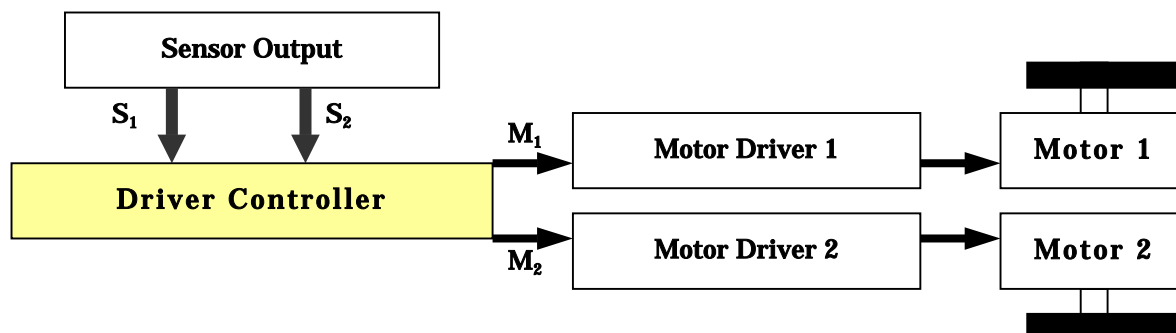 Sensor Output
S1
S2
Driver Controller
M1
M2
Motor Driver 1
Motor 1
Motor Driver 2
Motor 2